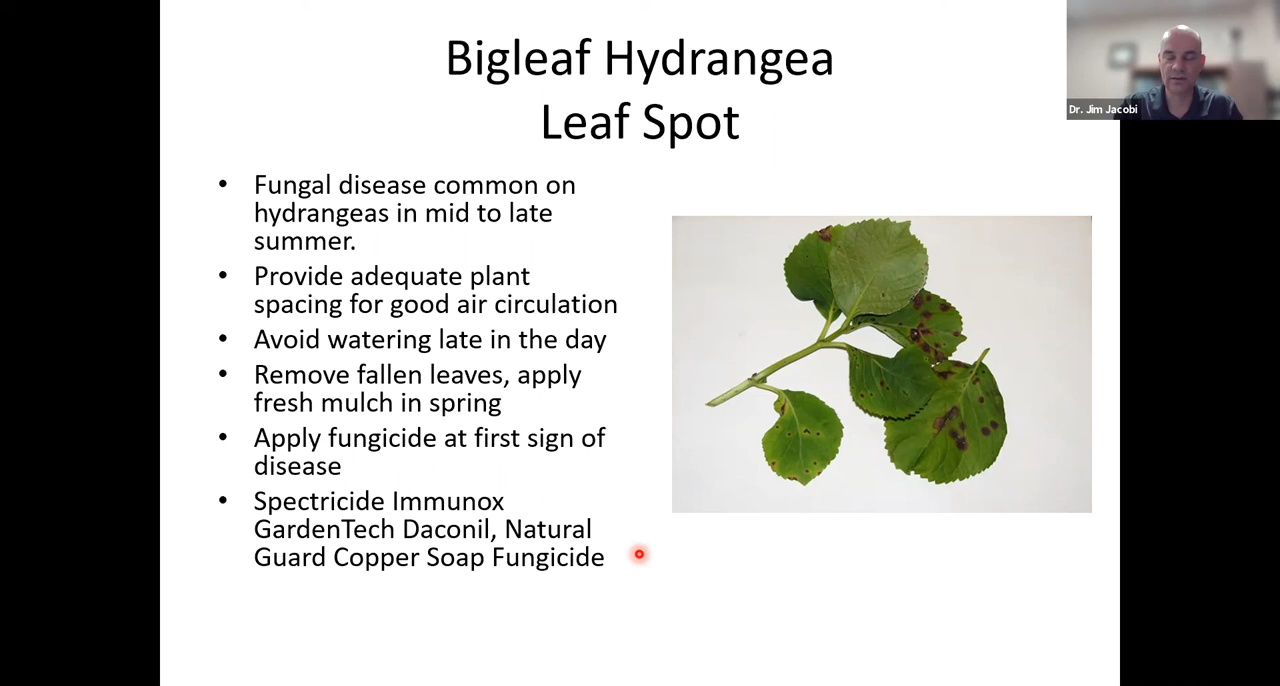 Bigleaf Hydrangea
Leaf Spot
Dr. Jim Jacobi
• Fungal disease common on
hydrangeas in mid to late
summer.
• Provide adequate plant
spacing for good air circulation
• Avoid watering late in the day
• Remove fallen leaves, apply
fresh mulch in spring
• Apply fungicide at first sign of
disease
• Spectricide Immunox
GardenTech Daconil, Natural
Guard Copper Soap Fungicide